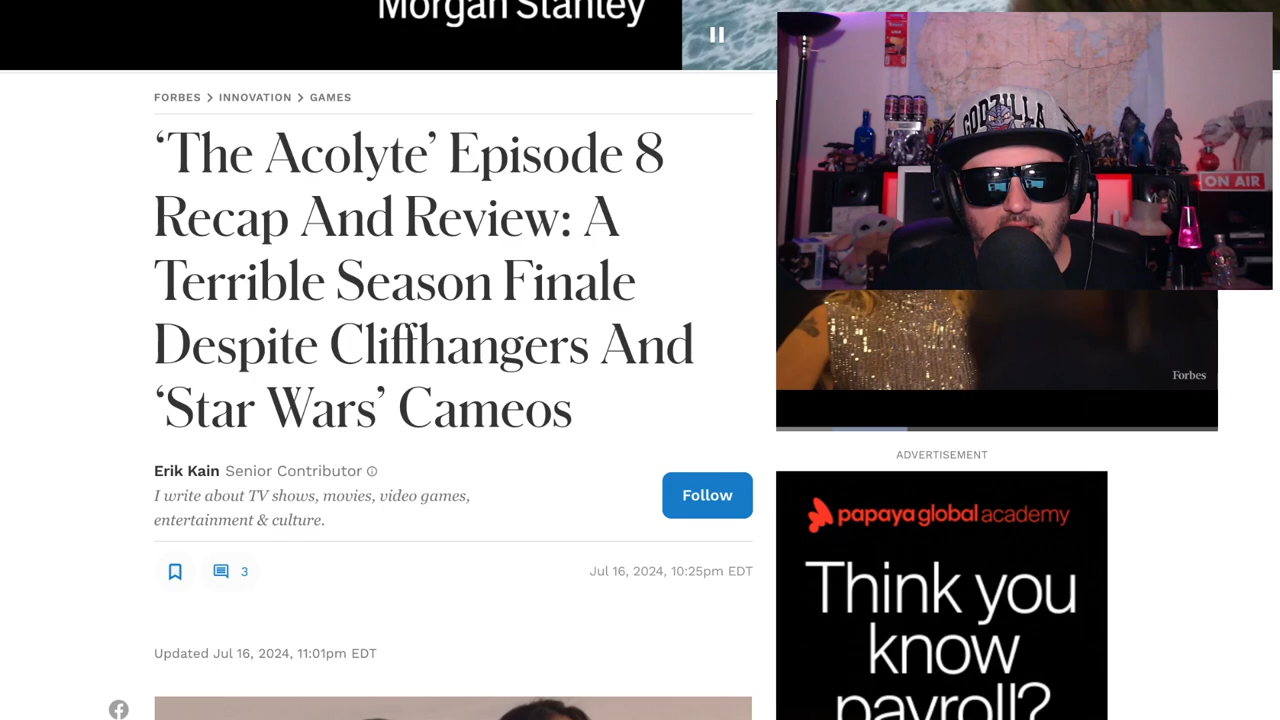 Morgan Stanley
FORBES > INNOVATION > GAMES
‘The Acolyte’ Episode 8
Recap And Review: A
Terrible Season Finale
Despite Cliffhangers And
‘Star Wars’ Cameos
Erik Kain Senior Contributor
I write about TV shows, movies, video games,
entertainment & culture.
Follow
3
Jul 16, 2024, 10:25pm EDT
Updated Jul 16, 2024, 11:01pm EDT
GODZILLA
ON AIR
Forbes
ADVERTISEMENT
papaya global academy
Think you
know
payroll?